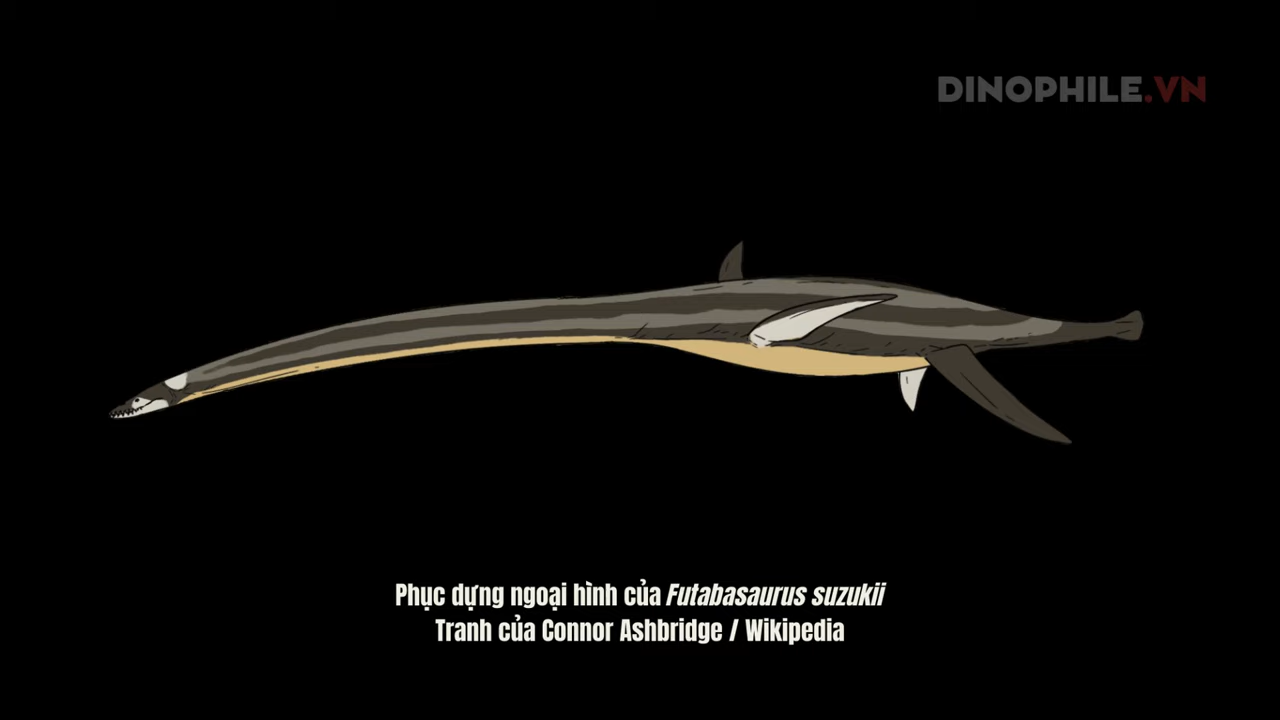 DINOPHILE.VN
Phục dựng ngoại hình của Futabasaurus suzukii
Tranh của Connor Ashbridge / Wikipedia